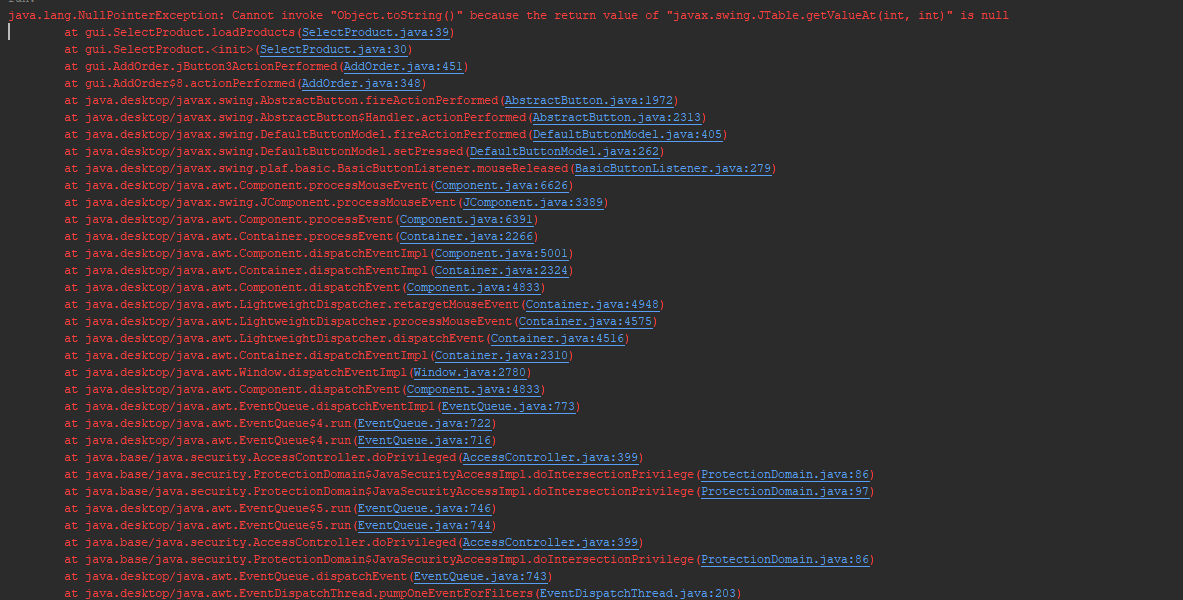 java.lang.NullPointerException: Cannot invoke "Object.toString()" because the return value of "javax.swing.JTable.getValueAt(int, int)" is null
at gui.SelectProduct.loadProducts(SelectProduct.java:39)
at gui.SelectProduct.<init>(SelectProduct.java:30)
at gui.AddOrder.jButton3ActionPerformed(AddOrder.java:451)
at gui.AddOrder$8.actionPerformed(AddOrder.java:348)
at java.desktop/javax.swing.AbstractButton.fireActionPerformed(AbstractButton.java:1972)
at java.desktop/javax.swing.AbstractButton$Handler.actionPerformed(AbstractButton.java:2313)
at java.desktop/javax.swing.DefaultButtonModel.fireActionPerformed(DefaultButtonModel.java:405)
at java.desktop/javax.swing.DefaultButtonModel.setPressed(DefaultButtonModel.java:262)
at java.desktop/javax.swing.plaf.basic.BasicButtonListener.mouseReleased(BasicButtonListener.java:279)
at java.desktop/java.awt.Component.processMouseEvent(Component.java:6626)
at java.desktop/javax.swing.JComponent.processMouseEvent(JComponent.java:3389)
at java.desktop/java.awt.Component.processEvent(Component.java:6391)
at java.desktop/java.awt.Container.processEvent(Container.java:2266)
at java.desktop/java.awt.Component.dispatchEventImpl(Component.java:5001)
at java.desktop/java.awt.Container.dispatchEventImpl(Container.java:2324)
at java.desktop/java.awt.Component.dispatchEvent(Component.java:4833)
at java.desktop/java.awt.LightweightDispatcher.retargetMouseEvent(Container.java:4948)
at java.desktop/java.awt.LightweightDispatcher.processMouseEvent(Container.java:4575)
at java.desktop/java.awt.LightweightDispatcher.dispatchEvent(Container.java:4516)
at java.desktop/java.awt.Container.dispatchEventImpl(Container.java:2310)
at java.desktop/java.awt.Window.dispatchEventImpl(Window.java:2780)
at java.desktop/java.awt.Component.dispatchEvent(Component.java:4833)
at java.desktop/java.awt.EventQueue.dispatchEventImpl(EventQueue.java:773)
at java.desktop/java.awt.EventQueue$4.run(EventQueue.java:722)
at java.desktop/java.awt.EventQueue$4.run(EventQueue.java:716)
at java.base/java.security.AccessController.doPrivileged(AccessController.java:399)
at java.base/java.security.ProtectionDomain$JavaSecurityAccessImpl.doIntersectionPrivilege(ProtectionDomain.java:86)
at java.base/java.security.ProtectionDomain$JavaSecurityAccessImpl.doIntersectionPrivilege(ProtectionDomain.java:97)
at java.desktop/java.awt.EventQueue$5.run(EventQueue.java:746)
at java.desktop/java.awt.EventQueue$5.run(EventQueue.java:744)
at java.base/java.security.AccessController.doPrivileged(AccessController.java:399)
at java.base/java.security.ProtectionDomain$JavaSecurityAccessImpl.doIntersectionPrivilege(ProtectionDomain.java:86)
at java.desktop/java.awt.EventQueue.dispatchEvent(EventQueue.java:743)
at java.desktop/java.awt.EventDispatchThread.pumpOneEventForFilters(EventDispatchThread.java:203)